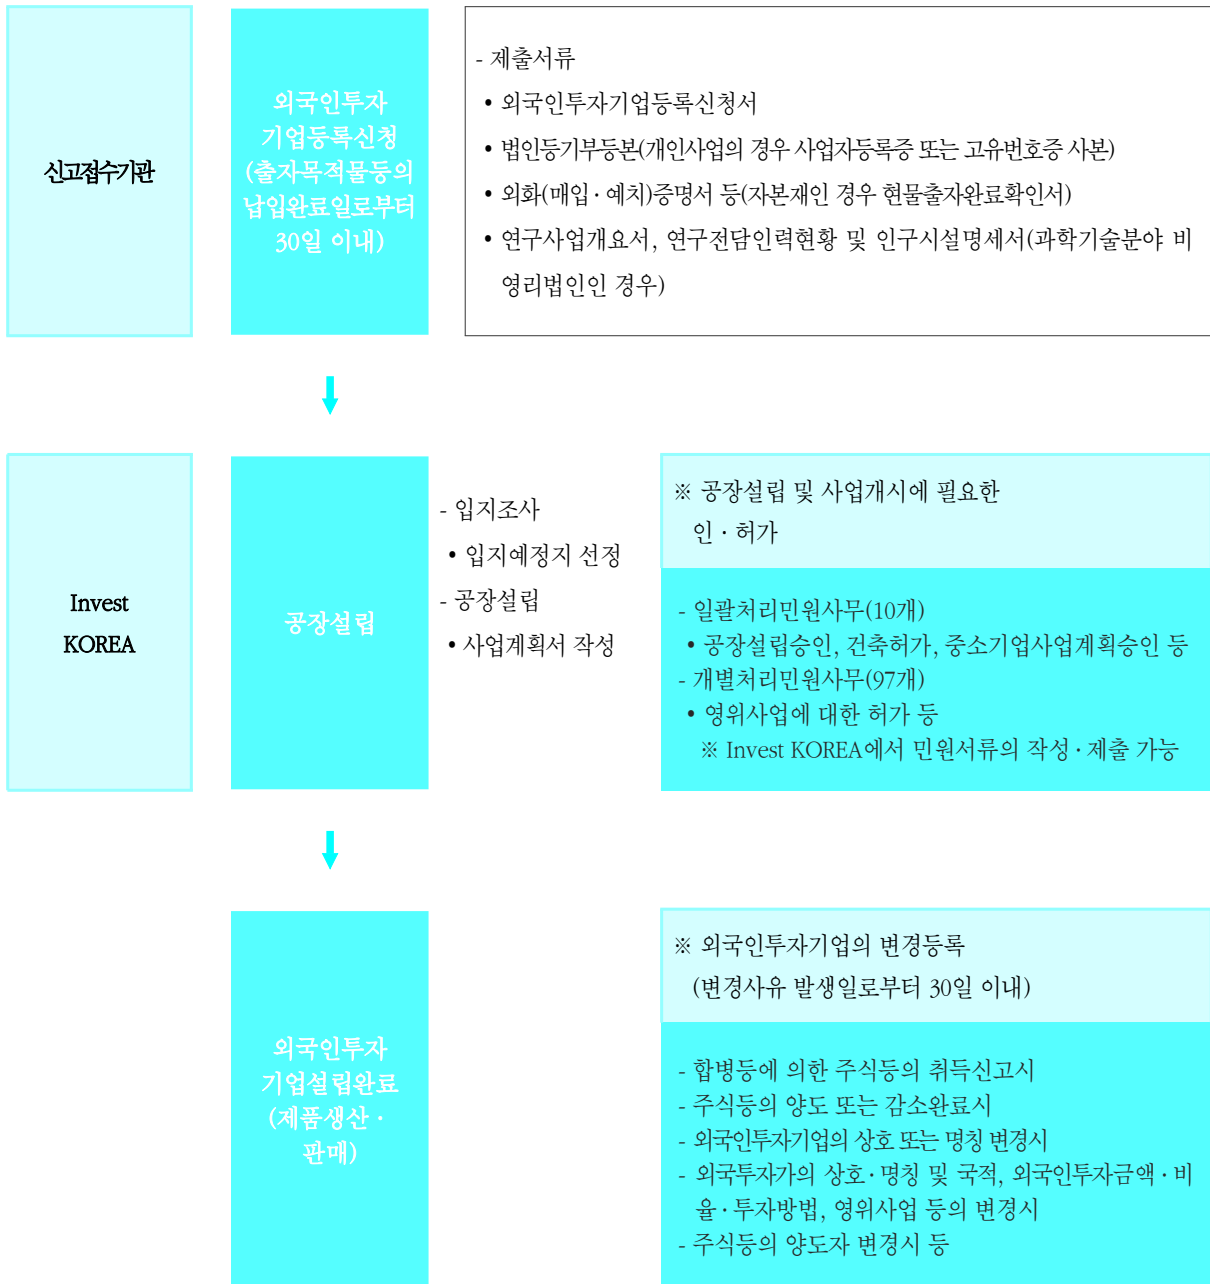 신고접수기관
외국인투자
기업등록신청
(출자목적물등의
납입완료일로부터
30일 이내)
- 제출서류
• 외국인투자기업등록신청서
• 법인등기부등본(개인사업의 경우 사업자등록증 또는 고유번호증 사본)
• 외화(매입·예치)증명서 등(자본재인 경우 현물출자완료확인서)
• 연구사업개요서, 연구전담인력현황 및 인구시설명세서(과학기술분야 비
영리법인인 경우)
Invest
KOREA
공장설립
- 입지조사
• 입지예정지 선정
- 공장설립
• 사업계획서 작성
※ 공장설립 및 사업개시에 필요한
인·허가
- 일괄처리민원사무(10개)
• 공장설립승인, 건축허가, 중소기업사업계획승인 등
- 개별처리민원사무(97개)
• 영위사업에 대한 허가 등
※ Invest KOREA에서 민원서류의 작성·제출 가능
외국인투자
기업설립완료
(제품생산·
판매)
※ 외국인투자기업의 변경등록
(변경사유 발생일로부터 30일 이내)
- 합병등에 의한 주식등의 취득신고시
- 주식등의 양도 또는 감소완료시
- 외국인투자기업의 상호 또는 명칭 변경시
- 외국투자가의 상호·명칭 및 국적, 외국인투자금액·비
율·투자방법, 영위사업 등의 변경시
- 주식등의 양도자 변경시 등